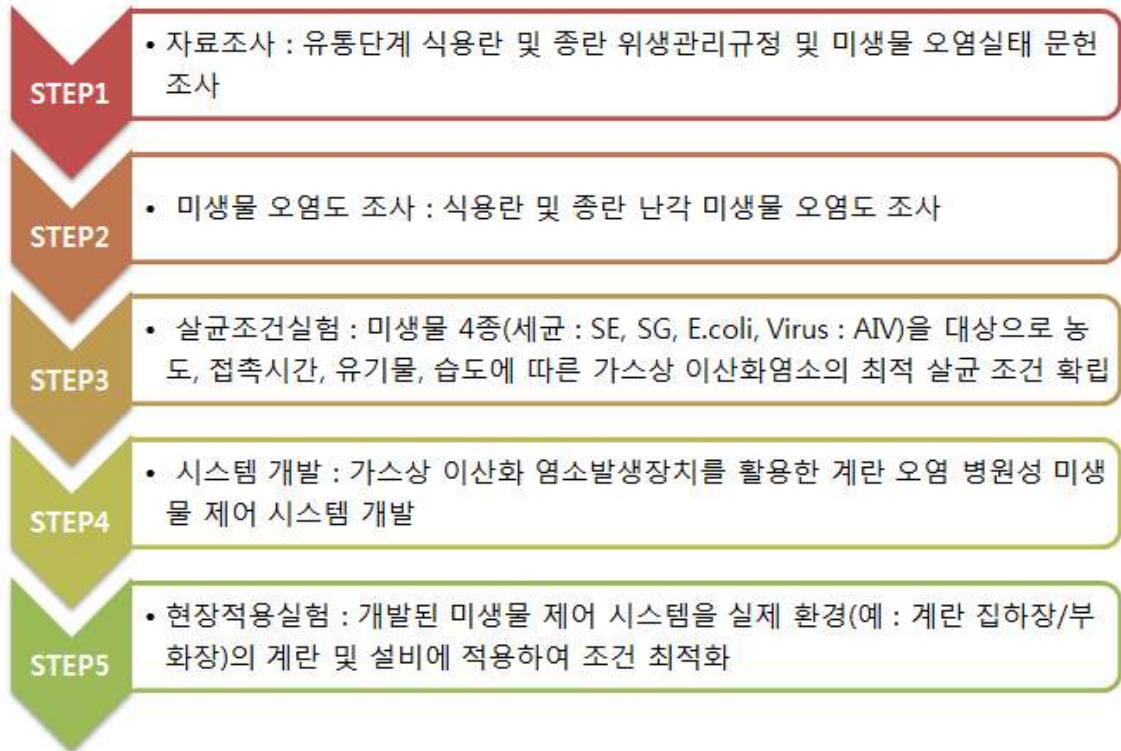 STEP1
• 자료조사 : 유통단계 식용란 및 종란 위생관리규정 및 미생물 오염실태 문헌
조사
STEP2
• 미생물 오염도 조사 : 식용란 및 종란 난각 미생물 오염도 조사
STEP3
• 살균조건실험 : 미생물 4종(세균 : SE, SG, E.coli, Virus : AIV)을 대상으로 농
도, 접촉시간, 유기물, 습도에 따른 가스상 이산화염소의 최적 살균 조건 확립
STEP4
• 시스템 개발 : 가스상 이산화 염소발생장치를 활용한 계란 오염 병원성 미생
물 제어 시스템 개발
STEP5
• 현장적용실험 : 개발된 미생물 제어 시스템을 실제 환경(예 : 계란 집하장/부
화장)의 계란 및 설비에 적용하여 조건 최적화